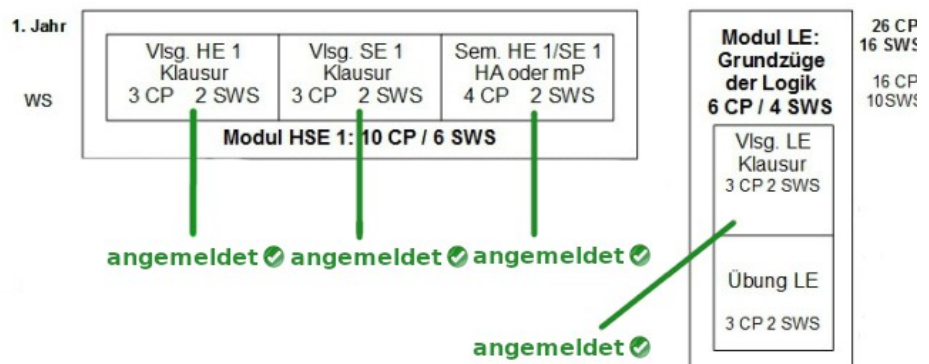 1. Jahr
WS
Vlsg. HE 1
Klausur
3 CP 2 SWS
Vlsg. SE 1
Klausur
3 CP 2 SWS
Sem. HE 1/SE 1
HA oder mP
4 CP 2 SWS
Modul HSE 1: 10 CP / 6 SWS
angemeldet
angemeldet
angemeldet
Modul LE:
Grundzüge
der Logik
6 CP / 4 SWS
Vlsg. LE
Klausur
3 CP 2 SWS
Übung LE
3 CP 2 SWS
angemeldet
26 CP
16 SWS
16 CP
10SWS